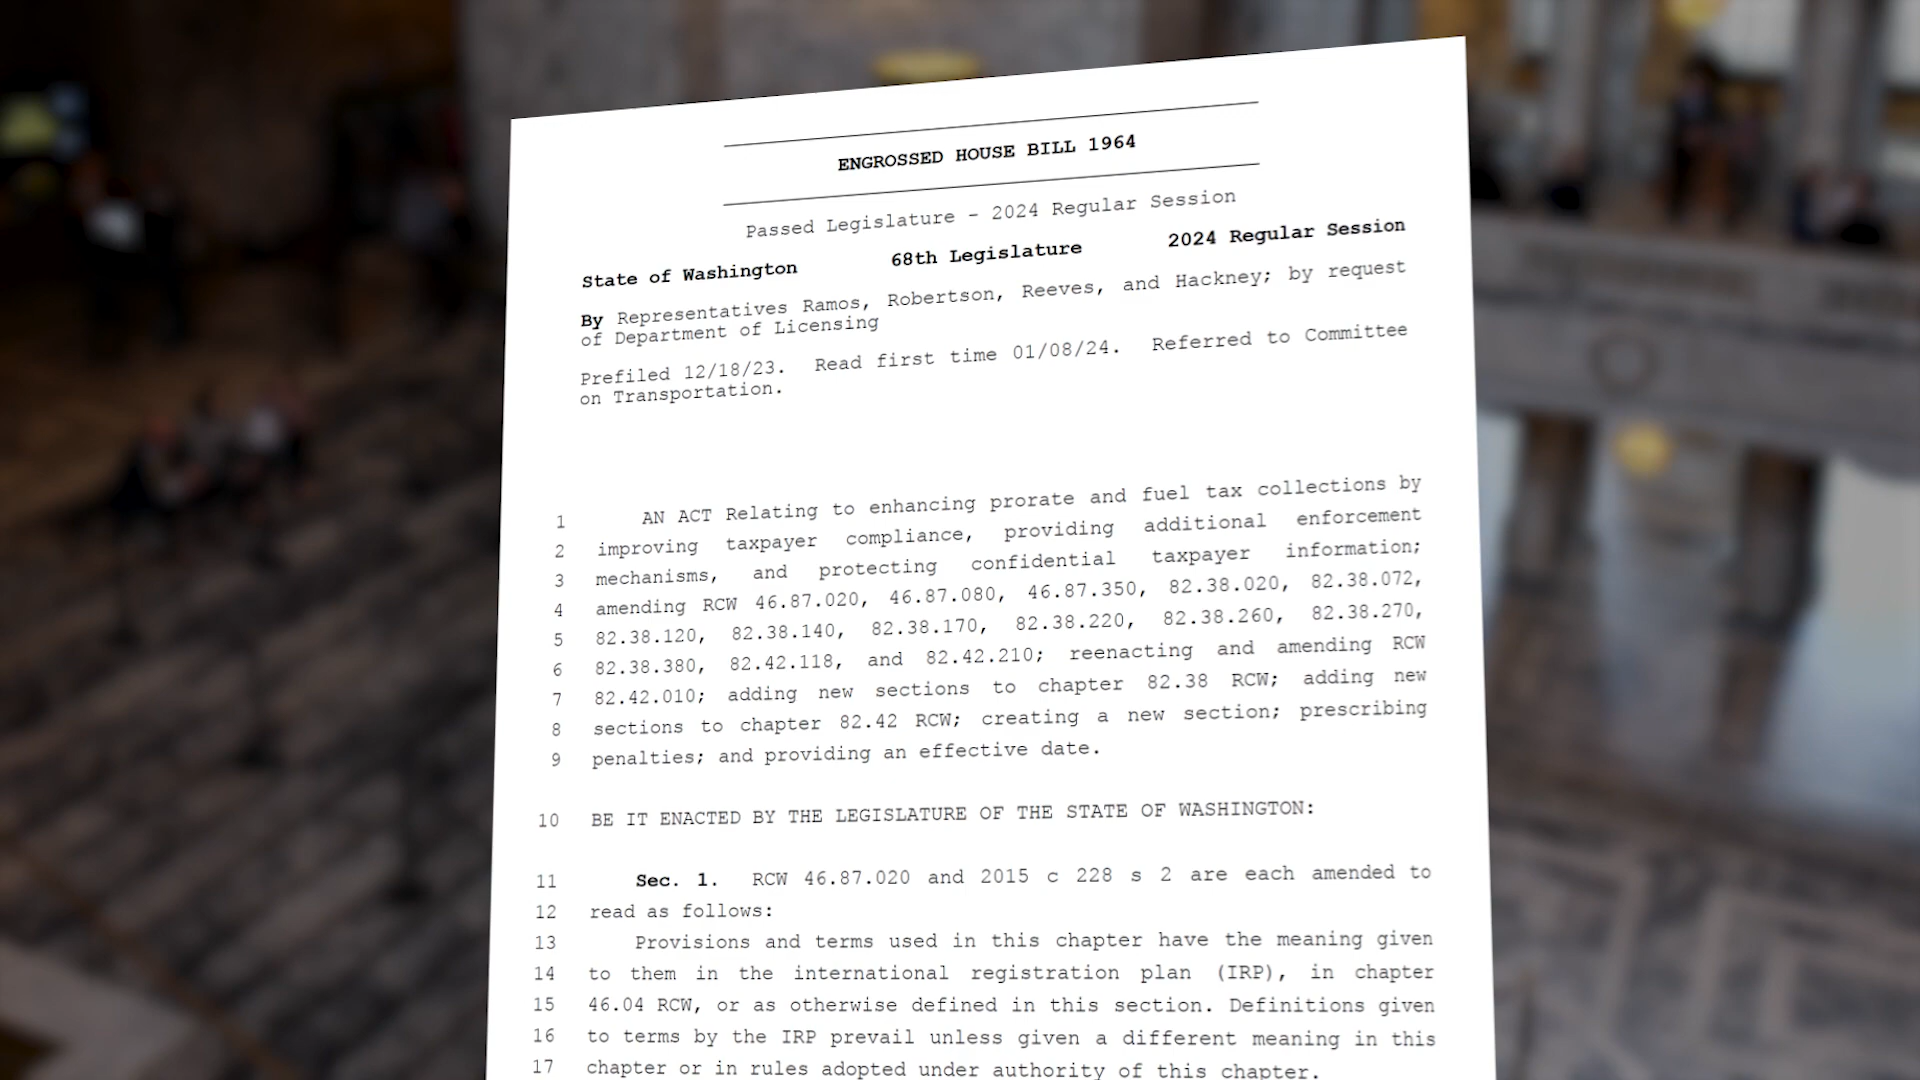 ENGROSSED HOUSE BILL 1964
Passed Legislature - 2024 Regular Session
State of Washington 68th Legislature 2024 Regular Session
By Representatives Ramos, Robertson, Reeves, and Hackney; by request
of Department of Licensing
Prefiled 12/18/23. Read first time 01/08/24. Referred to Committee
on Transportation.
1 AN ACT Relating to enhancing prorate and fuel tax collections by
2 improving taxpayer compliance, providing additional enforcement
3 mechanisms, and protecting confidential taxpayer information;
4 amending RCW 46.87.020, 46.87.080, 46.87.350, 82.38.020, 82.38.072,
5 82.38.120, 82.38.140, 82.38.170, 82.38.220, 82.38.260, 82.38.270,
6 82.38.380, 82.42.118, and 82.42.210; reenacting and amending RCW
7 82.42.010; adding new sections to chapter 82.38 RCW; adding new
8 sections to chapter 82.42 RCW; creating a new section; prescribing
9 penalties; and providing an effective date.
10 BE IT ENACTED BY THE LEGISLATURE OF THE STATE OF WASHINGTON:
11 Sec. 1. RCW 46.87.020 and 2015 c 228 s 2 are each amended to
12 read as follows:
13 Provisions and terms used in this chapter have the meaning given
14 to them in the international registration plan (IRP), in chapter
15 46.04 RCW, or as otherwise defined in this section. Definitions given
16 to terms by the IRP prevail unless given a different meaning in this
17 chapter or in rules adopted under authority of this chapter.